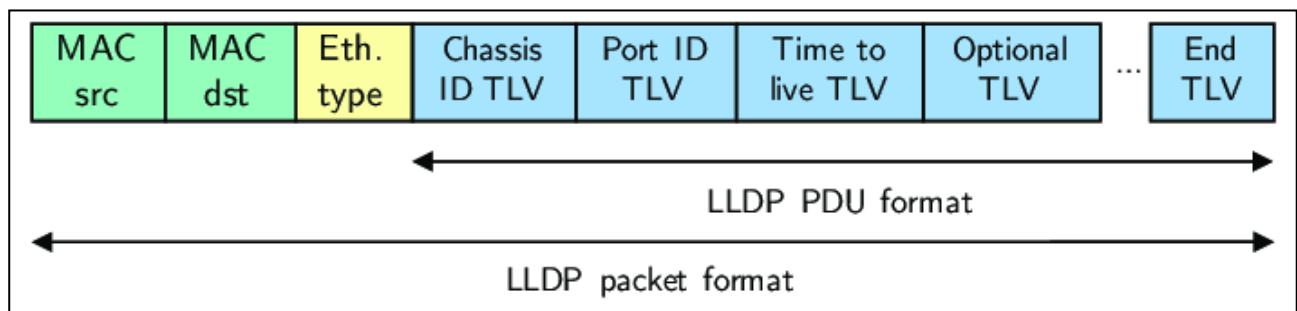 MAC src
MAC dst
Eth. type
Chassis ID TLV
Port ID TLV
Time to live TLV
Optional TLV
...
End TLV
LLDP PDU format
LLDP packet format